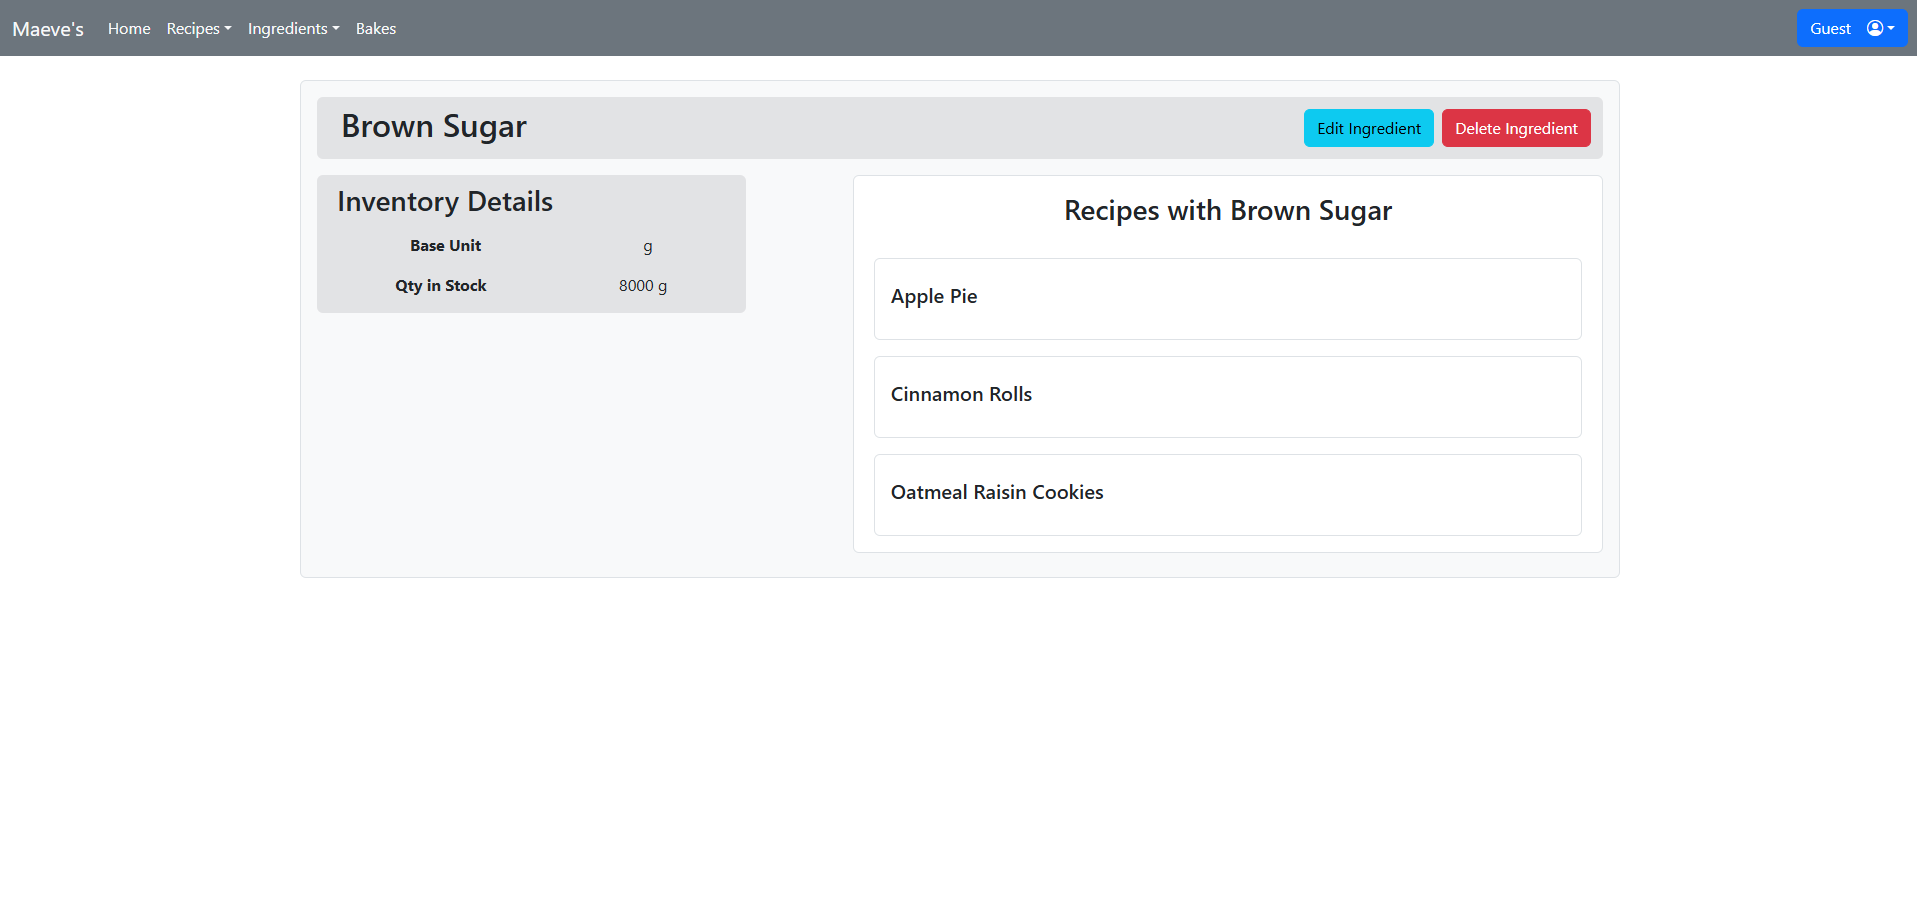 Maeve's Home Recipes Ingredients Bakes Guest
Brown Sugar Edit Ingredient Delete Ingredient
Inventory Details
Base Unit g
Qty in Stock 8000 g
Recipes with Brown Sugar
Apple Pie
Cinnamon Rolls
Oatmeal Raisin Cookies